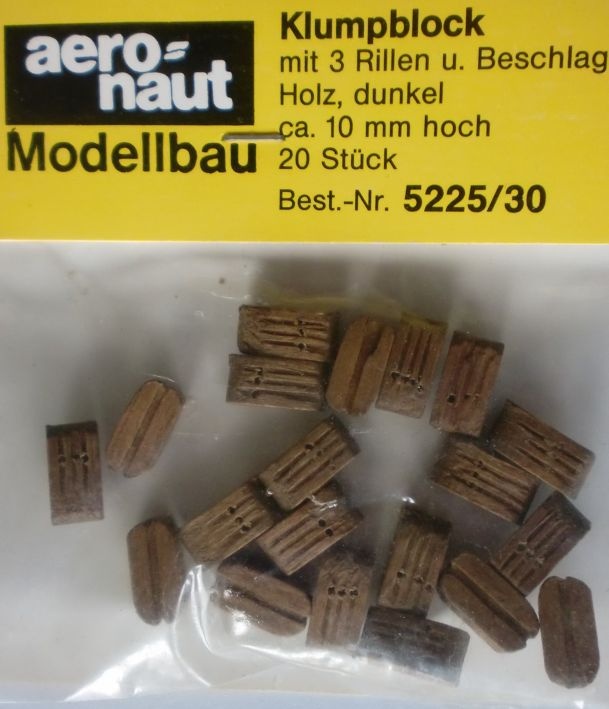 aero-
naut
Modellbau
Klumpblock
mit 3 Rillen u. Beschlag
Holz, dunkel
ca. 10 mm hoch
20 Stück
Best.-Nr. 5225/30